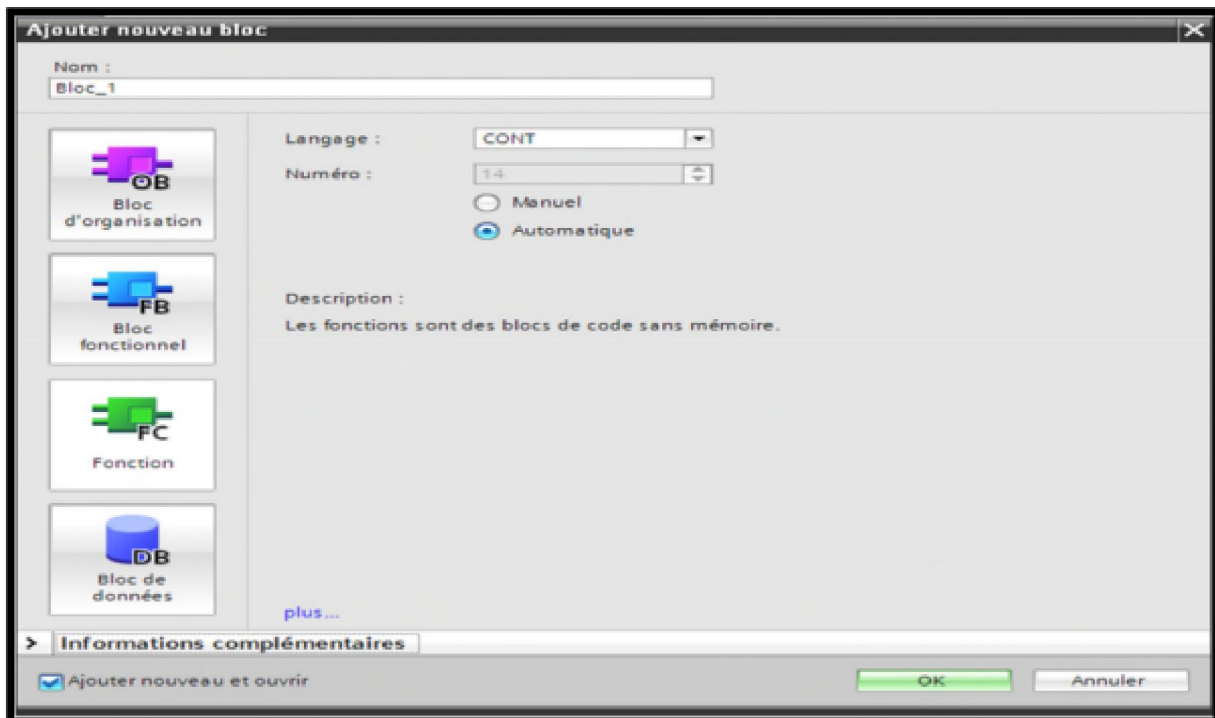 Ajouter nouveau bloc
Nom :
Bloc_1
OB
Bloc
d'organisation
FB
Bloc
fonctionnel
FC
Fonction
DB
Bloc de
données
Langage :
CONT
Numéro :
14
Manuel
Automatique
Description :
Les fonctions sont des blocs de code sans mémoire.
plus...
> Informations complémentaires
Ajouter nouveau et ouvrir
OK
Annuler